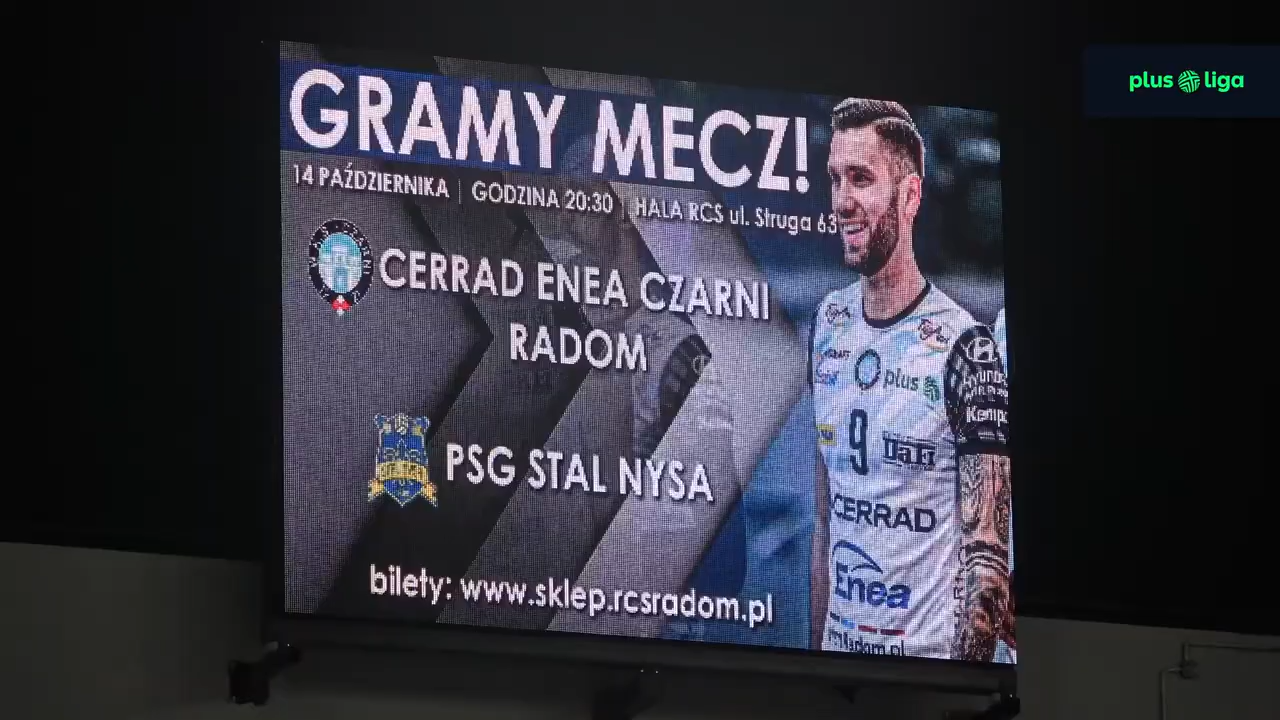 plus liga
GRAMY MECZ!
14 PAŹDZIERNIKA | GODZINA 20:30 | HALA RCS ul. Struga 63
CERRAD ENEA CZARNI
RADOM
PSG STAL NYSA
bilety: www.sklep.rcsradom.pl
plus
9
CERRAD
Enea